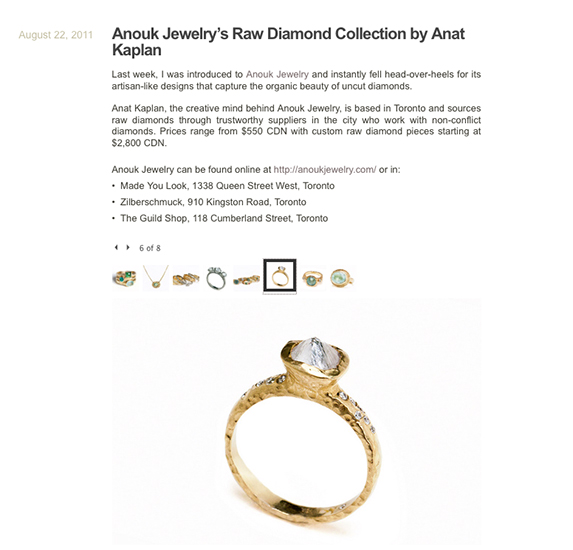 August 22, 2011
Anouk Jewelry’s Raw Diamond Collection by Anat
Kaplan
Last week, I was introduced to Anouk Jewelry and instantly fell head-over-heels for its
artisan-like designs that capture the organic beauty of uncut diamonds.
Anat Kaplan, the creative mind behind Anouk Jewelry, is based in Toronto and sources
raw diamonds through trustworthy suppliers in the city who work with non-conflict
diamonds. Prices range from $550 CDN with custom raw diamond pieces starting at
$2,800 CDN.
Anouk Jewelry can be found online at http://anoukjewelry.com/ or in:
• Made You Look, 1338 Queen Street West, Toronto
• Zilberschmuck, 910 Kingston Road, Toronto
• The Guild Shop, 118 Cumberland Street, Toronto
6 of 8